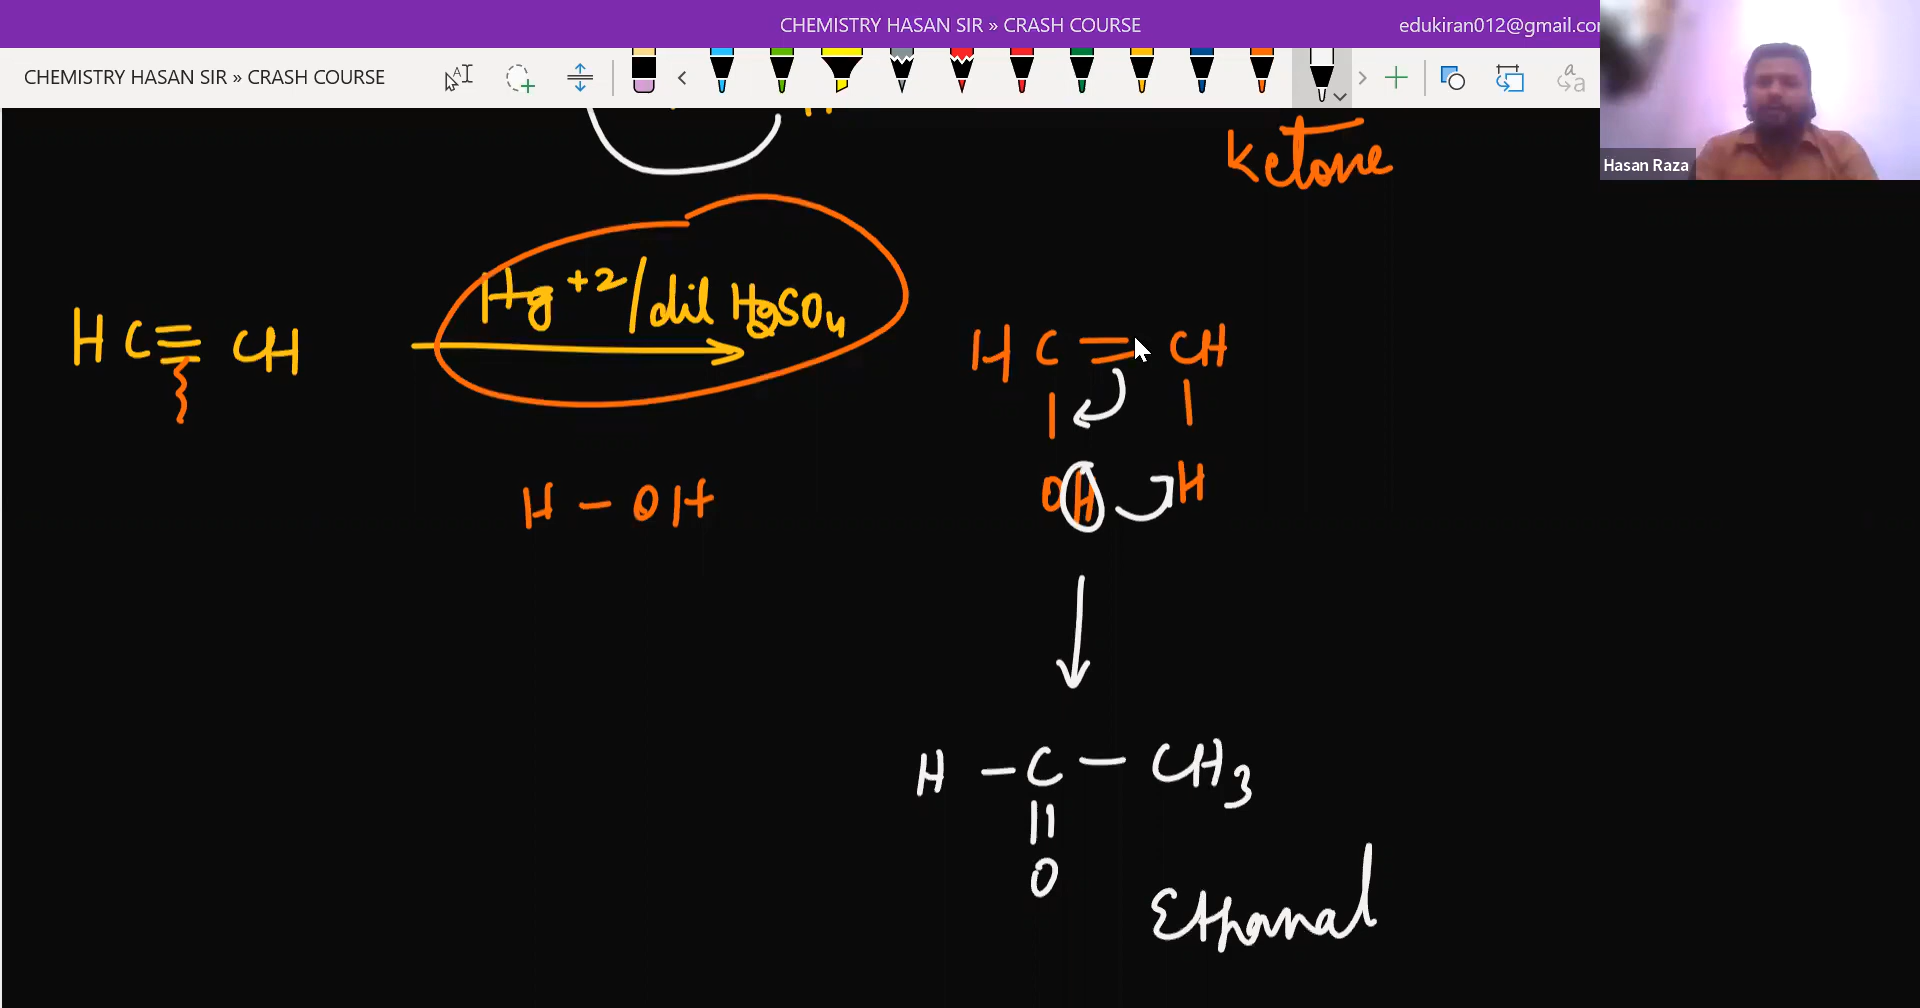 CHEMISTRY HASAN SIR » CRASH COURSE
edukiran012@gmail.co
CHEMISTRY HASAN SIR » CRASH COURSE
Hasan Raza
Ketone
HC≡CH
Hg+2/dil H2SO4
HC=CH
OH H
H-OH
H-C-CH3
O
Ethanal